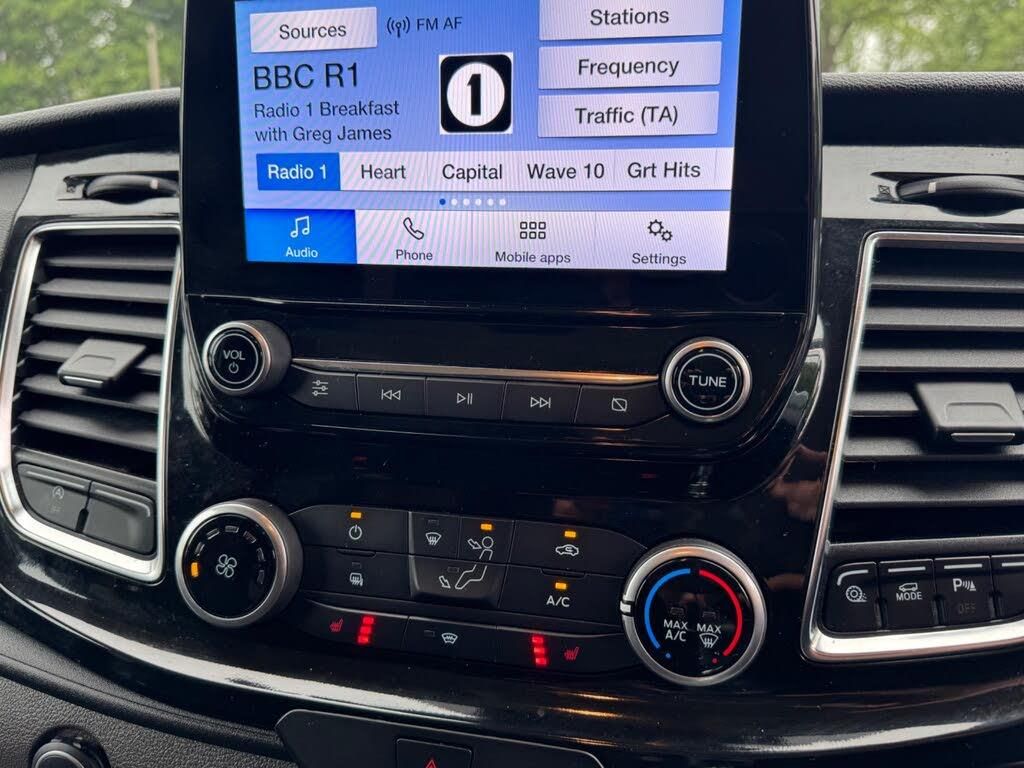 Sources
FM AF
Stations
BBC R1
Frequency
Radio 1 Breakfast
with Greg James
1
Traffic (TA)
Radio 1 Heart Capital Wave 10 Grt Hits
Audio Phone Mobile apps Settings
VOL
TUNE
A
OFF
A/C
MAX A/C
MAX
MODE
P
OFF